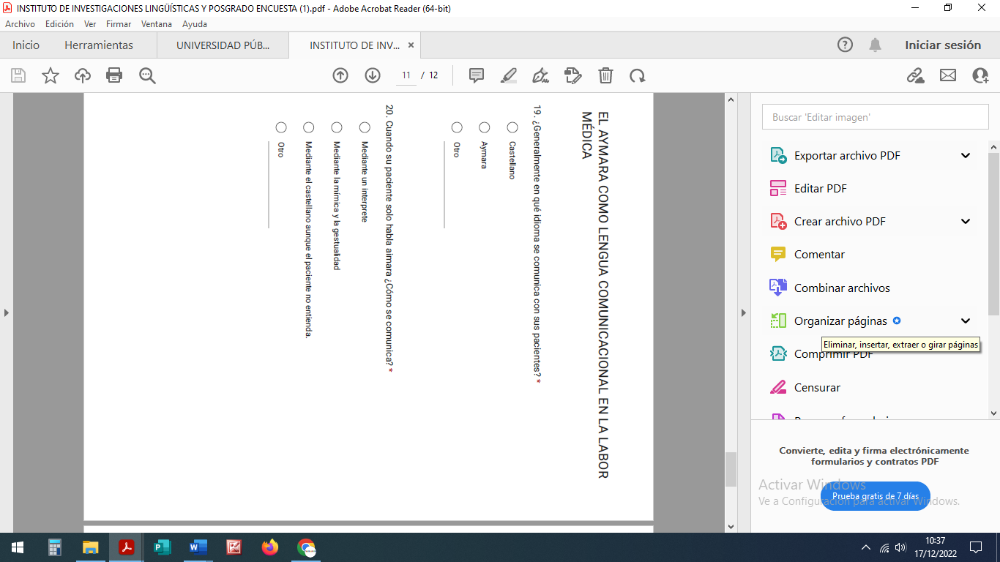 INSTITUTO DE INVESTIGACIONES LINGÜÍSTICAS Y POSGRADO ENCUESTA (1).pdf - Adobe Acrobat Reader (64-bit)
Archivo Edición Ver Firmar Ventana Ayuda
Inicio Herramientas UNIVERSIDAD PÚB... INSTITUTO DE INV... × Iniciar sesión
11 / 12
EL AYMARA COMO LENGUA COMUNICACIONAL EN LA LABOR
MÉDICA
19. ¿Generalmente en qué idioma se comunica con sus pacientes? *
Castellano
Aymara
Otro
20. Cuando su paciente solo habla aimara ¿Cómo se comunica? *
Mediante un interprete
Mediante la mímica y la gestualidad
Mediante el castellano aunque el paciente no entienda.
Otro
Buscar 'Editar imagen'
Exportar archivo PDF
Editar PDF
Crear archivo PDF
Comentar
Combinar archivos
Organizar páginas
Eliminar, insertar, extraer o girar páginas
Comprimir PDF
Censurar
Convierte, edita y firma electrónicamente
formularios y contratos PDF
Activar Windows
Prueba gratis de 7 días
Ve a Configuración para activar Windows.
10:37
17/12/2022